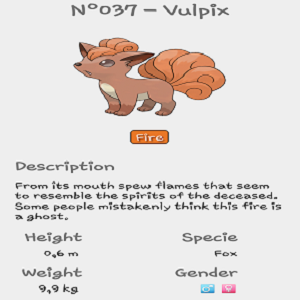 Nº037 – Vulpix
Fire
Description
From its mouth spew flames that seem
to resemble the spirits of the deceased.
Some people mistakenly think this fire is
a ghost.
Height
Specie
0,6 m
Fox
Weight
Gender
9,9 kg